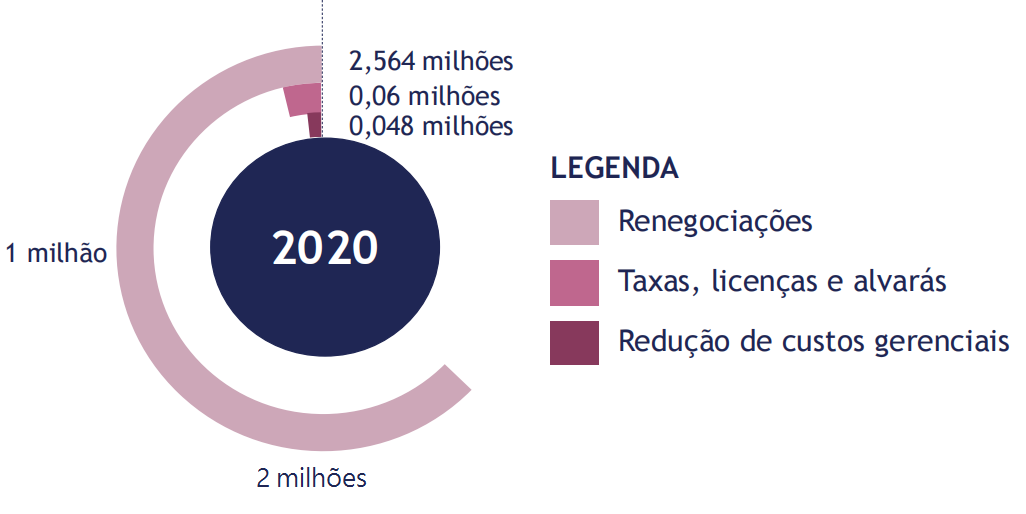 2,564 milhões
0,06 milhões
0,048 milhões
LEGENDA
Renegociações
2020
1 milhão
Taxas, licenças e alvarás
Redução de custos gerenciais
2 milhões